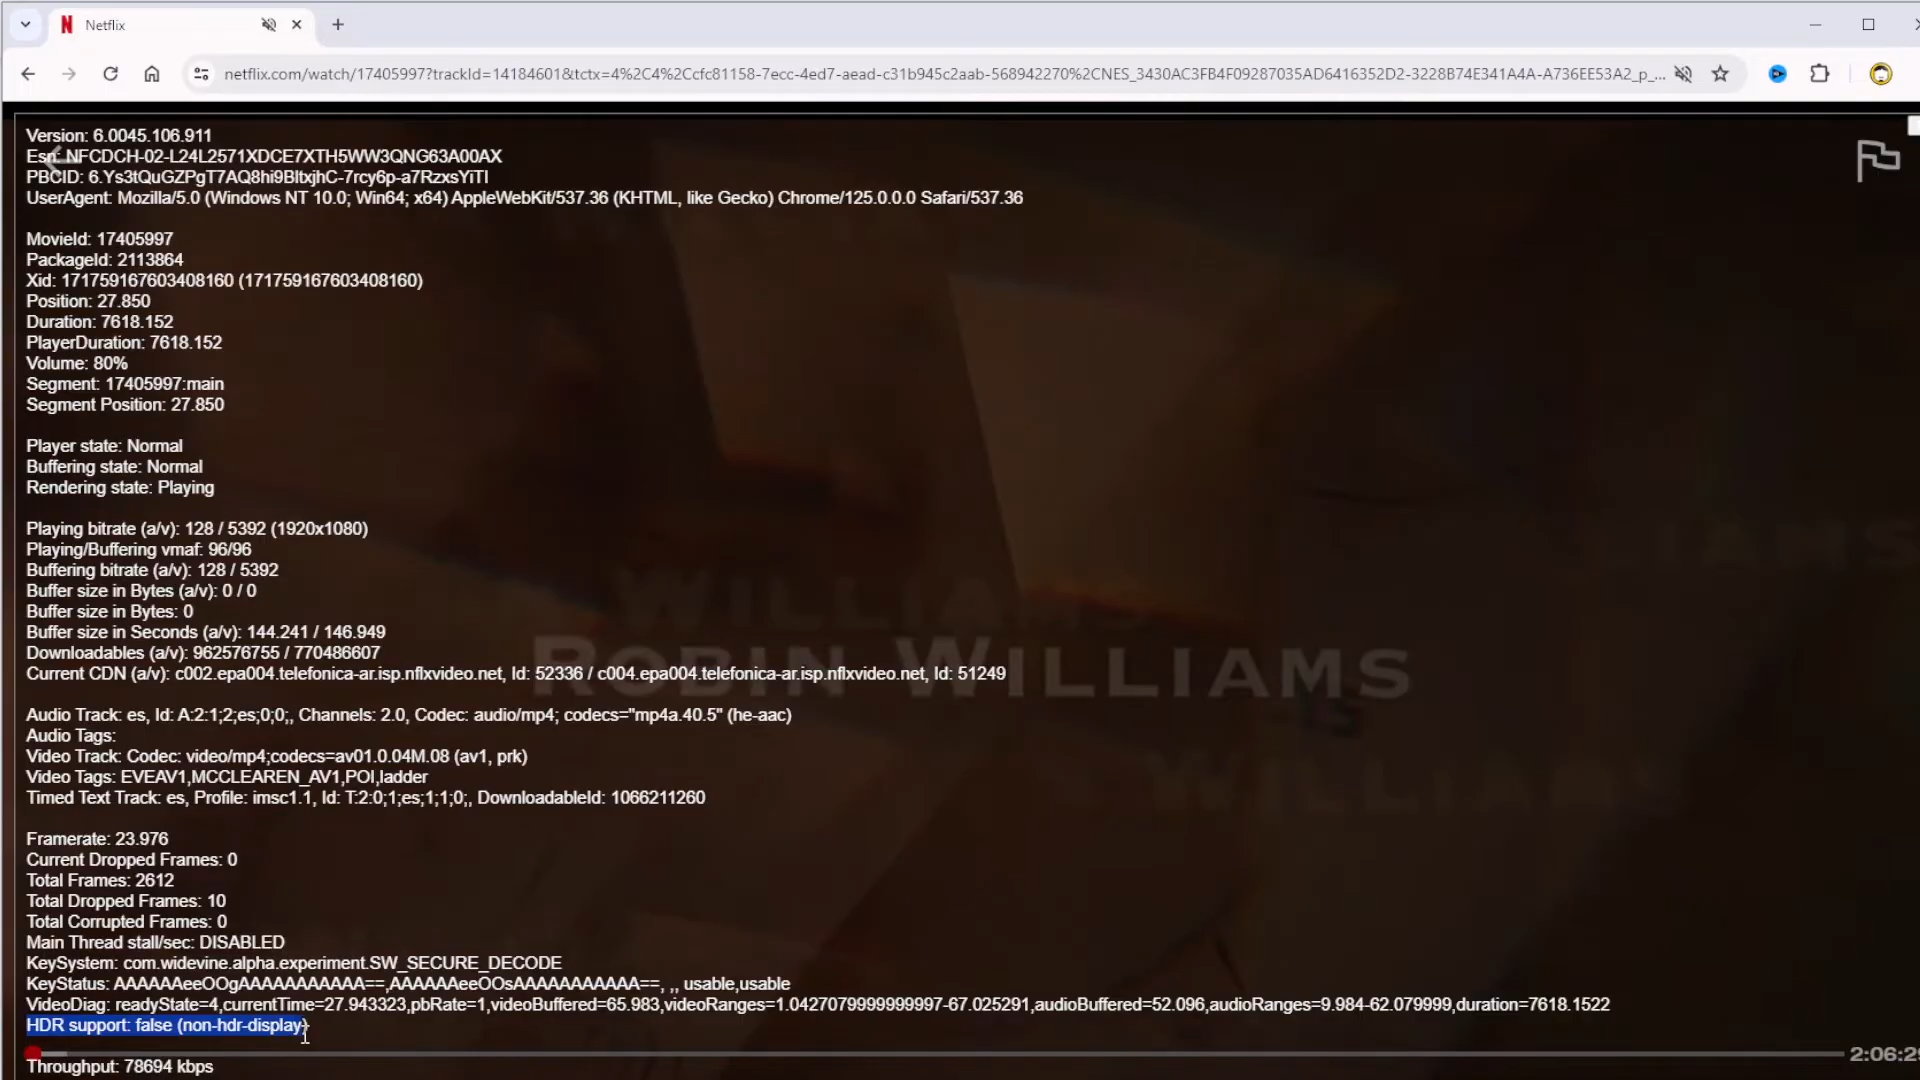 Netflix
netflix.com/watch/17405997?trackId=14184601&tctx=4%2C4%2Ccfc81158-7ecc-4ed7-aead-c31b945c2aab-568942270%2CNES_3430AC3FB4F09287035AD6416352D2-3228B74E341A4A-A736EE53A2_p_...
Version: 6.0045.106.911
Esn: NFCDCH-02-L24L2571XDCE7XTH5WW3QNG63A00AX
PBCID: 6.Ys3tQuGZPgT7AQ8hi9BltxjhC-7rcy6p-a7RzxsYiTI
UserAgent: Mozilla/5.0 (Windows NT 10.0; Win64; x64) AppleWebKit/537.36 (KHTML, like Gecko) Chrome/125.0.0.0 Safari/537.36
MovieId: 17405997
PackageId: 2113864
Xid: 171759167603408160 (171759167603408160)
Position: 27.850
Duration: 7618.152
PlayerDuration: 7618.152
Volume: 80%
Segment: 17405997:main
Segment Position: 27.850
Player state: Normal
Buffering state: Normal
Rendering state: Playing
Playing bitrate (a/v): 128 / 5392 (1920x1080)
Playing/Buffering vmaf: 96/96
Buffering bitrate (a/v): 128 / 5392
Buffer size in Bytes (a/v): 0 / 0
Buffer size in Bytes: 0
Buffer size in Seconds (a/v): 144.241 / 146.949
WILLIAMS
Downloadables (a/v): 962576755 / 770486607
ROBIN WILLIAMS
Current CDN (a/v): c002.epa004.telefonica-ar.isp.nflxvideo.net, Id: 52336 / c004.epa004.telefonica-ar.isp.nflxvideo.net, Id: 51249
Audio Track: es, Id: A:2:1;2;es;0;0;, Channels: 2.0, Codec: audio/mp4; codecs="mp4a.40.5" (he-aac)
Audio Tags:
Video Track: Codec: video/mp4;codecs=av01.0.04M.08 (av1, prk)
Video Tags: EVEAV1,MCCLEAREN_AV1,POI,ladder
WILLIAMS
Timed Text Track: es, Profile: imsc1.1, Id: T:2:0;1;es;1;1;0;, DownloadableId: 1066211260
Framerate: 23.976
Current Dropped Frames: 0
Total Frames: 2612
Total Dropped Frames: 10
Total Corrupted Frames: 0
Main Thread stall/sec: DISABLED
KeySystem: com.widevine.alpha.experiment.SW_SECURE_DECODE
KeyStatus: AAAAAAeeOOgAAAAAAAAAAA==,AAAAAAeeOOsAAAAAAAAAAA==, ,, usable,usable
VideoDiag: readyState=4,currentTime=27.943323,pbRate=1,videoBuffered=65.983,videoRanges=1.0427079999999997-67.025291,audioBuffered=52.096,audioRanges=9.984-62.079999,duration=7618.1522
HDR support: false (non-hdr-display)
Throughput: 78694 kbps